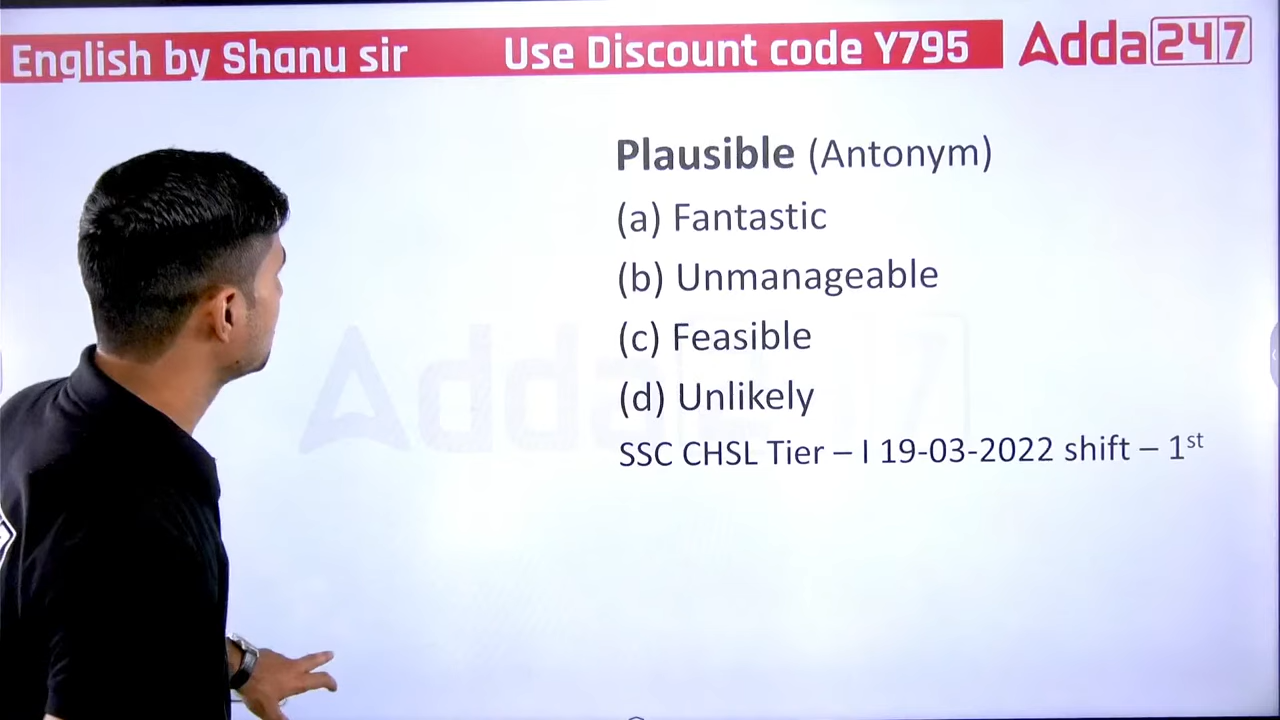 English by Shanu sir
Use Discount code Y795
Adda247
Plausible (Antonym)
(a) Fantastic
(b) Unmanageable
(c) Feasible
(d) Unlikely
SSC CHSL Tier – I 19-03-2022 shift – 1st
Adda247